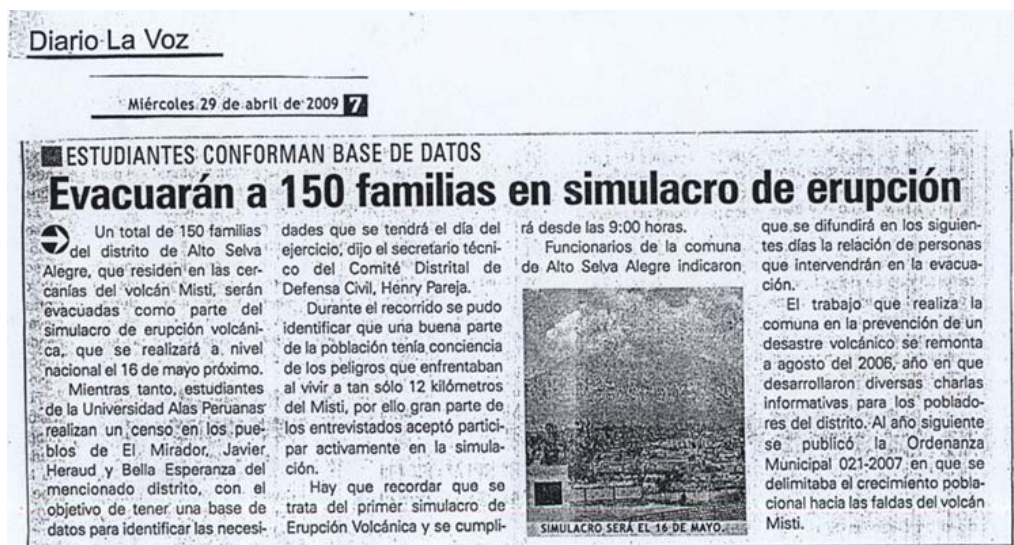 Diario La Voz
Miércoles 29 de abril de 2009 7
ESTUDIANTES CONFORMAN BASE DE DATOS
Evacuarán a 150 familias en simulacro de erupción
Un total de 150 familias
del distrito de Alto Selva
Alegre, que residen en las cer-
canías del volcán Misti, serán
evacuadas como parte del
simulacro de erupción volcáni-
ca, que se realizará a nivel
nacional el 16 de mayo próximo.
Mientras tanto, estudiantes
de la Universidad Alas Peruanas
realizan un censo en los pue-
blos de El Mirador, Javier
Heraud y Bella Esperanza del
mencionado distrito, con el
objetivo de tener una base de
datos para identificar las necesi-
dades que se tendrá el día del
ejercicio, dijo el secretario técni-
co del Comité Distrital de
Defensa Civil, Henry Pareja.
Durante el recorrido se pudo
identificar que una buena parte
de la población tenía conciencia
de los peligros que enfrentaban
al vivir a tan sólo 12 kilómetros
del Misti, por ello gran parte de
los entrevistados aceptó partici-
par activamente en la simula-
ción.
Hay que recordar que se
trata del primer simulacro de
Erupción Volcánica y se cumpli-
rá desde las 9:00 horas.
Funcionarios de la comuna
de Alto Selva Alegre indicaron
SIMULACRO SERÁ EL 16 DE MAYO.
que se difundirá en los siguien-
tes días la relación de personas
que intervendrán en la evacua-
ción.
El trabajo que realiza la
comuna en la prevención de un
desastre volcánico se remonta
a agosto del 2006, año en que
desarrollaron diversas charlas
informativas para los poblado-
res del distrito. Al año siguiente
se publicó la Ordenanza
Municipal 021-2007 en que se
delimitaba el crecimiento pobla-
cional hacia las faldas del volcán
Misti.